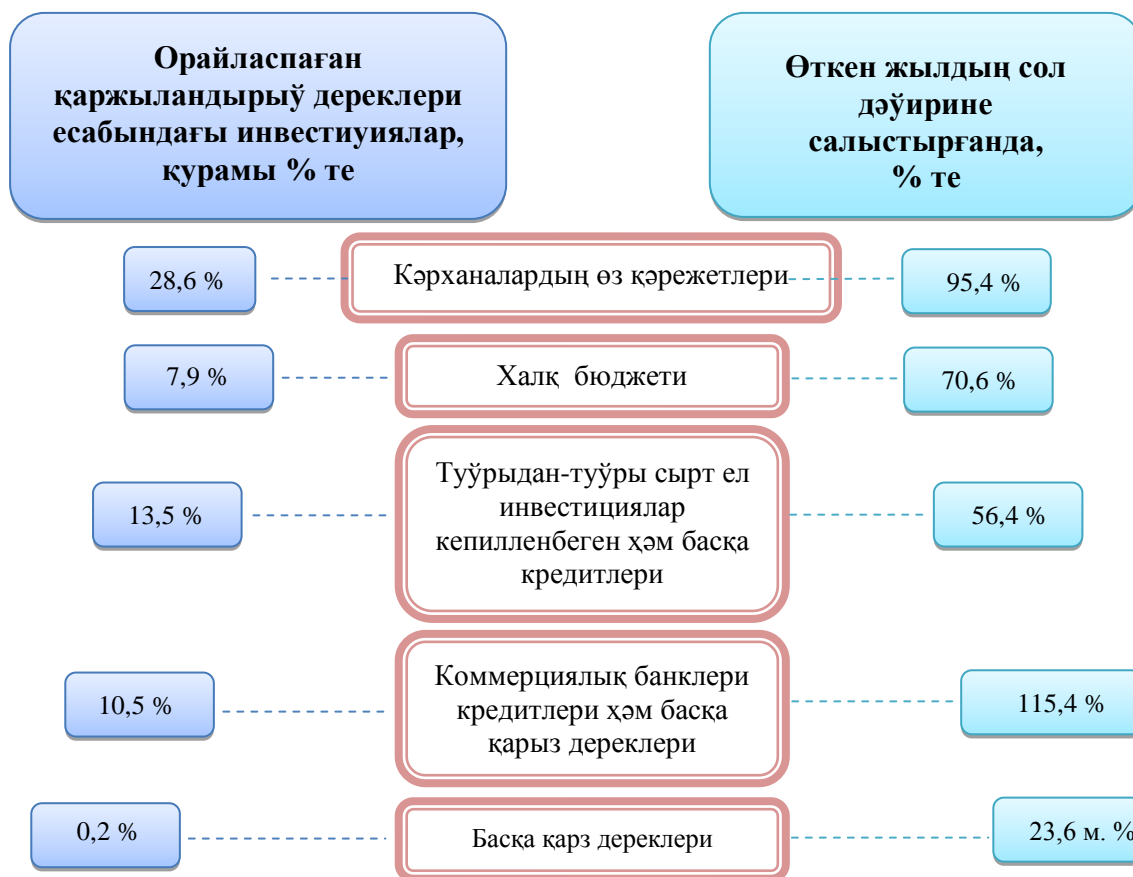 Орайласпаған
қаржыландырыў дереклери
есабындағы инвестиуиялар,
қурамы % те
Өткен жылдың сол
дәўирине
салыстырғанда,
% те
28,6 %
Кәрханалардың өз қәрежетлери
95,4 %
7,9 %
Халқ бюджети
70,6 %
13,5 %
Туўрыдан-туўры сырт ел
инвестициялар
кепилленбеген ҳәм басқа
кредитлери
56,4 %
10,5 %
Коммерциялық банклери
кредитлери ҳәм басқа
қарыз дереклери
115,4 %
0,2 %
Басқа қарз дереклери
23,6 м. %